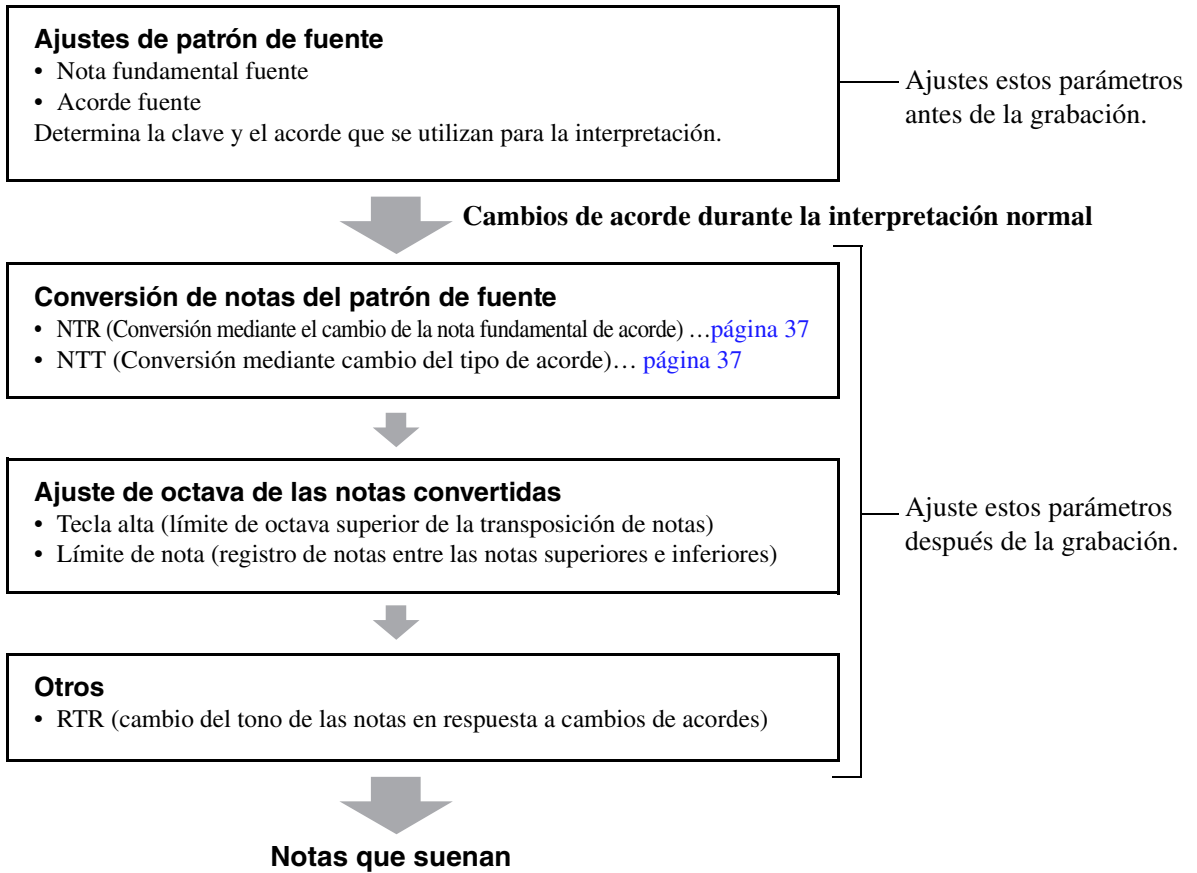 Ajustes de patrón de fuente
• Nota fundamental fuente
• Acorde fuente
Determina la clave y el acorde que se utilizan para la interpretación.
Ajustes estos parámetros
antes de la grabación.
Cambios de acorde durante la interpretación normal
Conversión de notas del patrón de fuente
• NTR (Conversión mediante el cambio de la nota fundamental de acorde) …página 37
• NTT (Conversión mediante cambio del tipo de acorde)… página 37
Ajuste de octava de las notas convertidas
• Tecla alta (límite de octava superior de la transposición de notas)
• Límite de nota (registro de notas entre las notas superiores e inferiores)
Ajuste estos parámetros
después de la grabación.
Otros
• RTR (cambio del tono de las notas en respuesta a cambios de acordes)
Notas que suenan